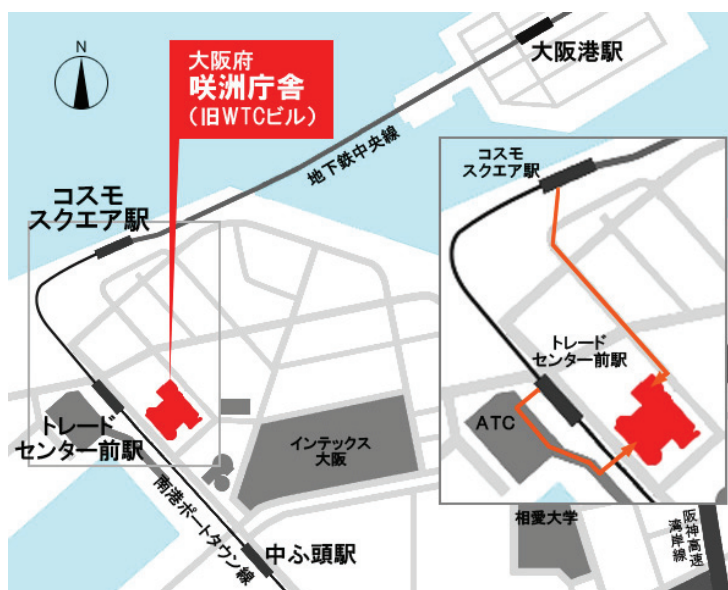 N
大阪府
咲洲庁舎
（旧WTCビル）
大阪港駅
地下鉄中央線
コスモ
スクエア駅
トレード
センター前駅
インテックス
大阪
南港ポートタウン線
中ふ頭駅
コスモ
スクエア駅
トレード
センター前駅
ATC
相愛大学
阪神高速
湾岸線